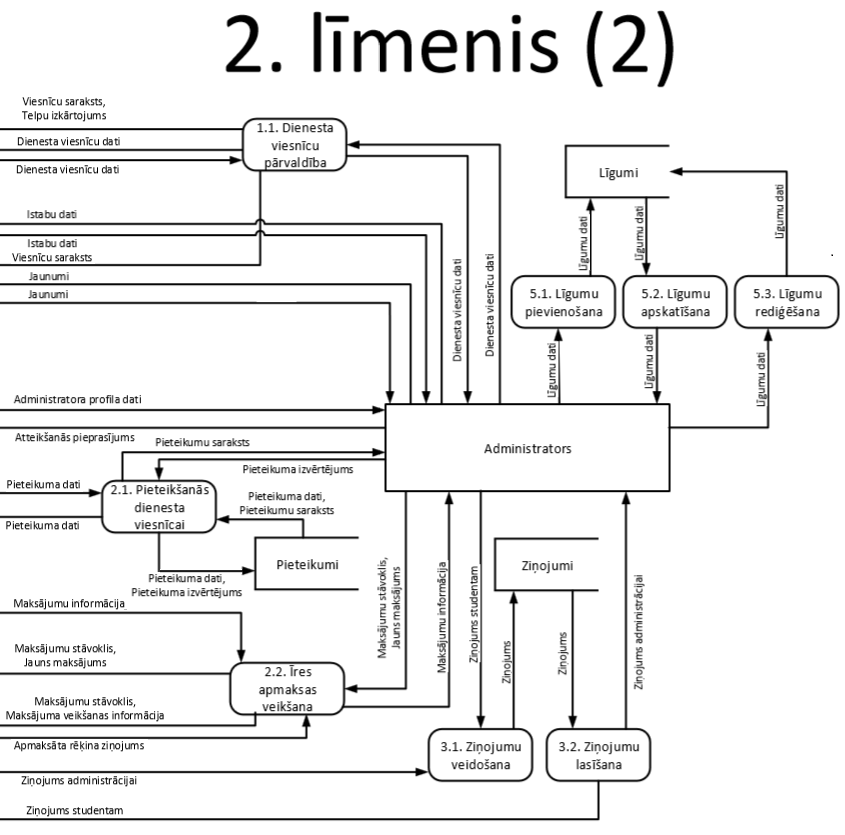 2. līmenis (2)
Viesnīcu saraksts,
Telpu izkārtojums
Dienesta viesnīcu dati
Dienesta viesnīcu dati
1.1. Dienesta
viesnīcu
pārvaldība
Līgumi
Istabu dati
Istabu dati
Viesnīcu saraksts
Jaunumi
Jaunumi
Dienesta viesnīcu dati
Dienesta viesnīcu dati
Līgumu dati
Līgumu dati
Līgumu dati
5.1. Līgumu
pievienošana
5.2. Līgumu
apskatīšana
5.3. Līgumu
rediģēšana
Līgumu dati
Līgumu dati
Līgumu dati
Administratora profila dati
Atteikšanās pieprasījums
Administrators
Pieteikumu saraksts
Pieteikuma izvērtējums
Pieteikuma dati
Pieteikuma dati
2.1. Pieteikšanās
dienesta
viesnīcai
Pieteikuma dati,
Pieteikumu saraksts
Pieteikumi
Pieteikuma dati,
Pieteikuma izvērtējums
Maksājumu stāvoklis,
Jauns maksājums
Maksājumu informācija
Ziņojums studentam
Ziņojumi
Ziņojums
Ziņojums
Ziņojums administrācijai
Maksājumu informācija
Maksājumu stāvoklis,
Jauns maksājums
2.2. Īres
apmaksas
veikšana
Maksājumu stāvoklis,
Maksājuma veikšanas informācija
Apmaksāta rēķina ziņojums
3.1. Ziņojumu
veidošana
3.2. Ziņojumu
lasīšana
Ziņojums administrācijai
Ziņojums studentam